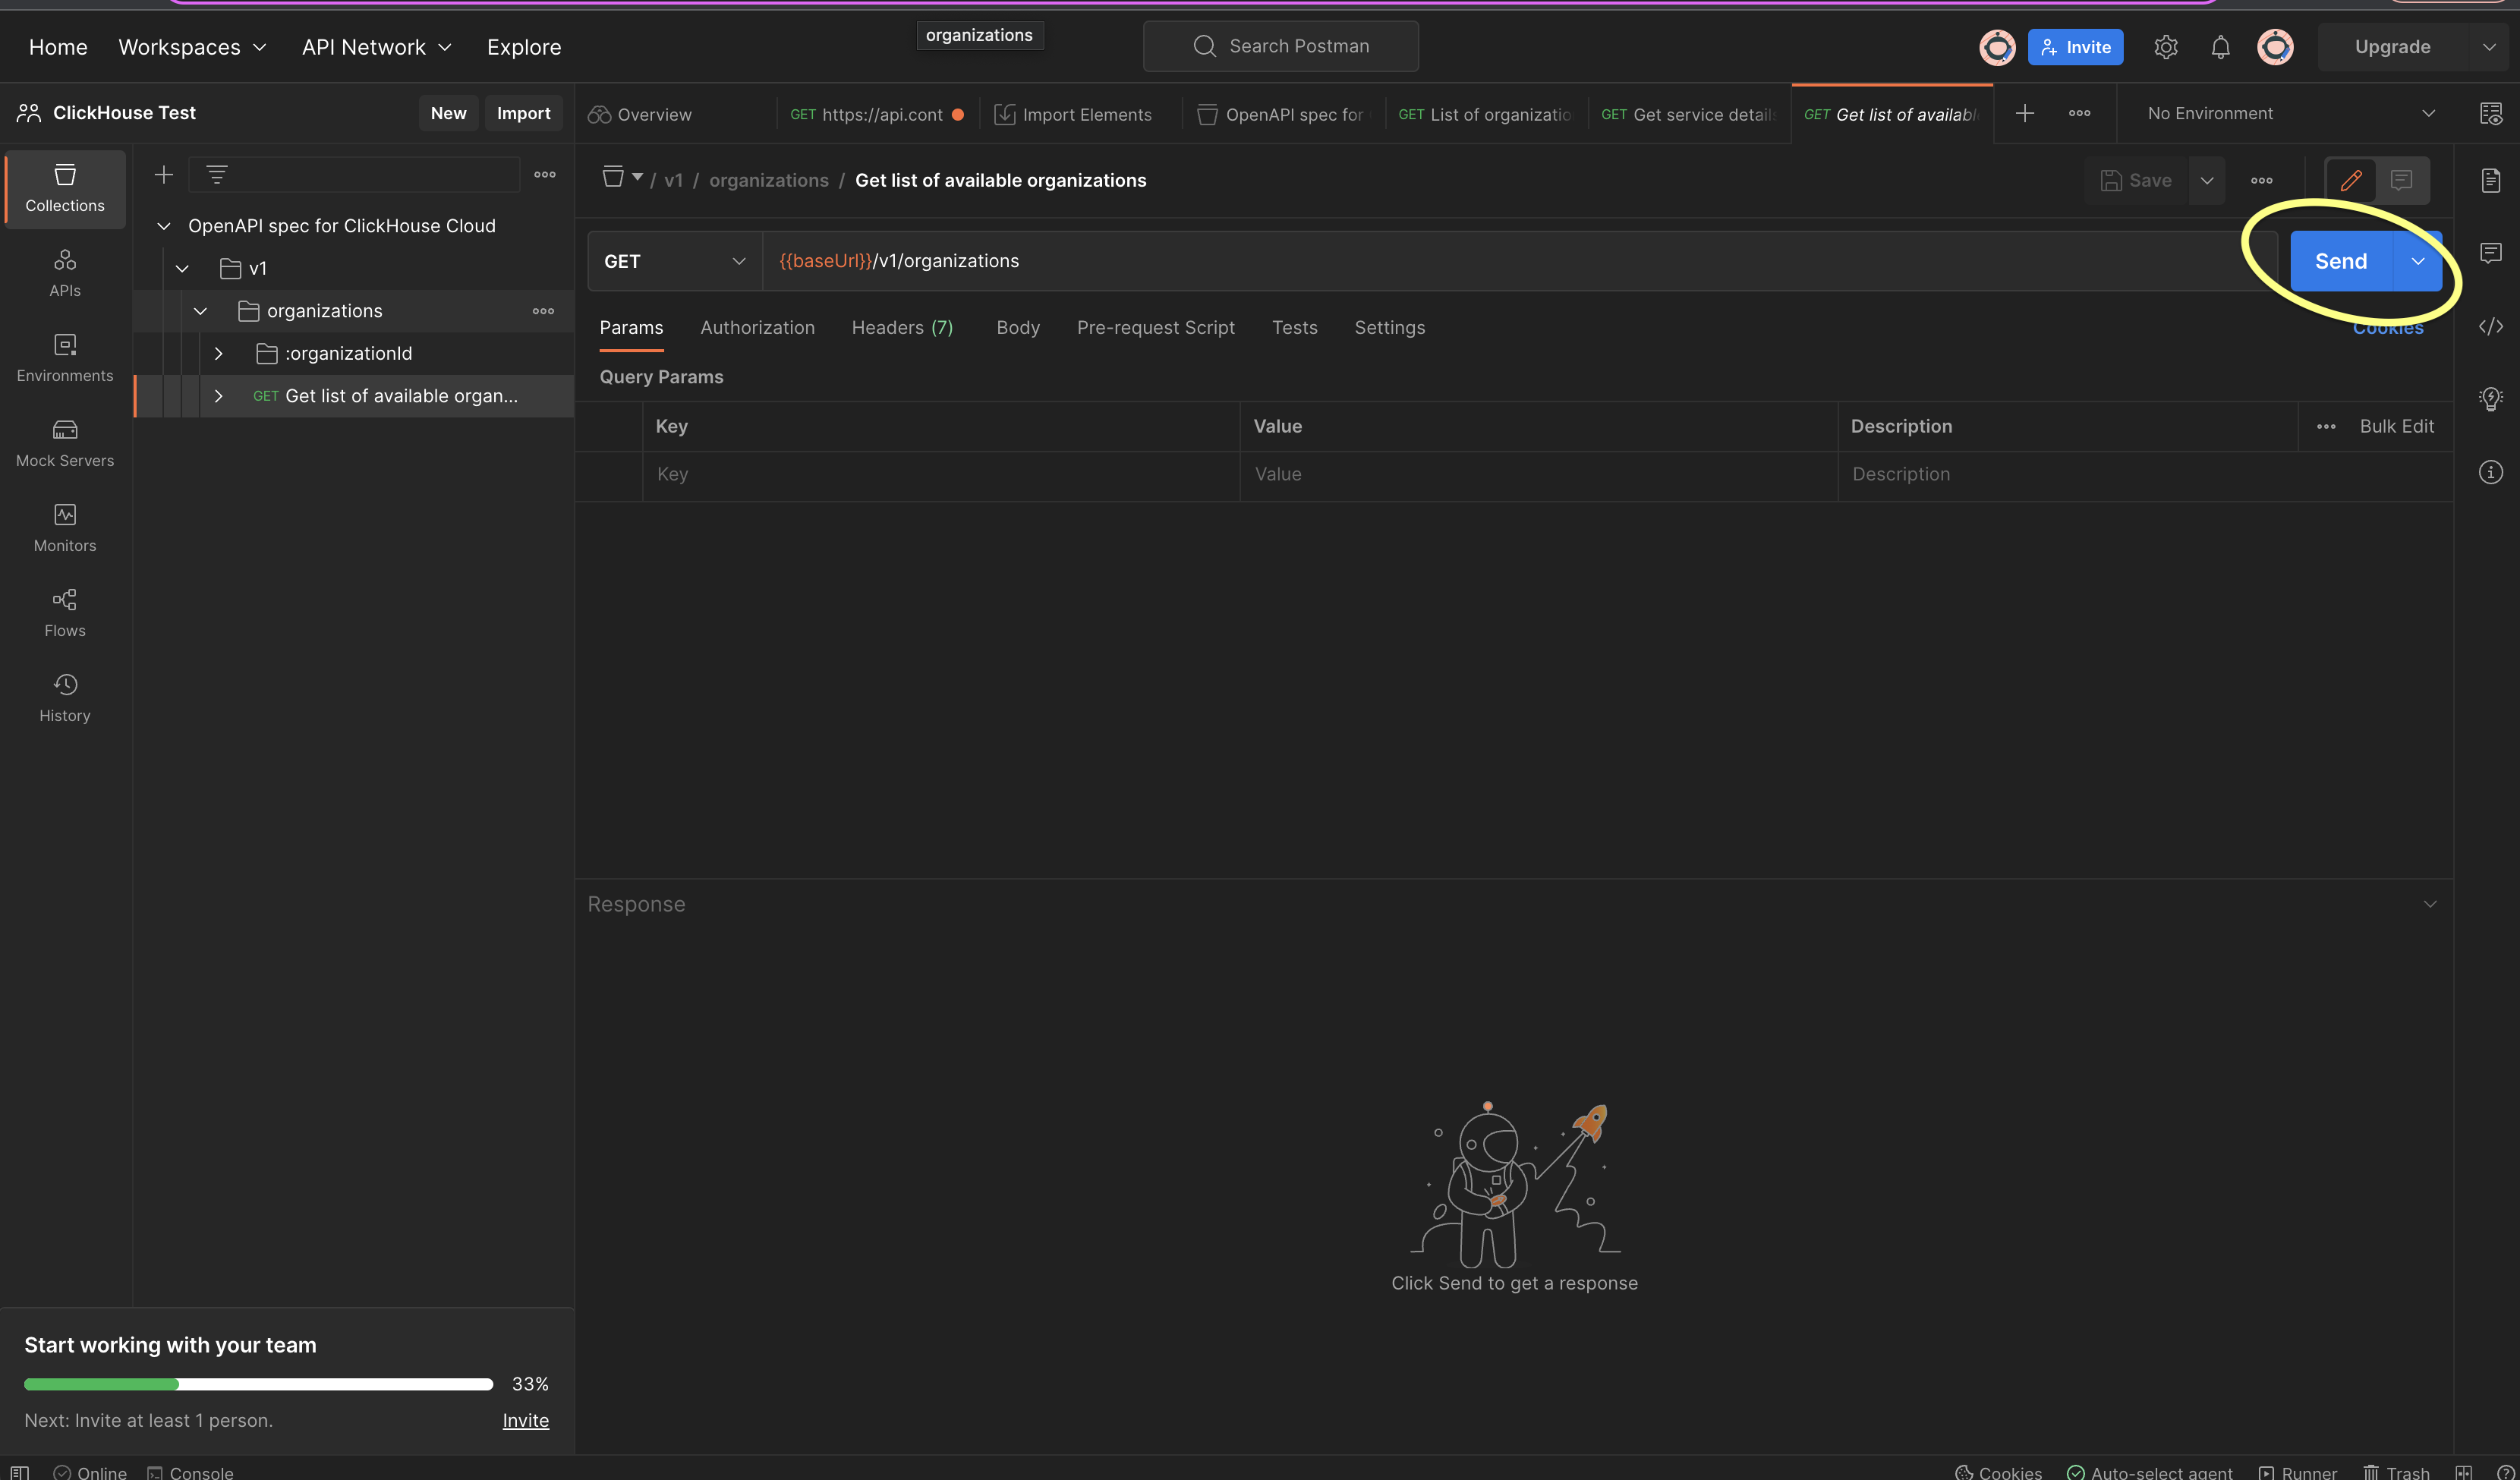 Home Workspaces API Network Explore organizations Search Postman Invite Upgrade
ClickHouse Test New Import Overview GET https://api.cont Import Elements OpenAPI spec for GET List of organizatio GET Get service details GET Get list of availabl No Environment
Collections
APIs
Environments
Mock Servers
Monitors
Flows
History
OpenAPI spec for ClickHouse Cloud
v1
organizations
:organizationId
GET Get list of available organ...
/ v1 / organizations / Get list of available organizations Save
GET {{baseUrl}}/v1/organizations Send
Params Authorization Headers (7) Body Pre-request Script Tests Settings Cookies
Query Params
Key Value Description Bulk Edit
Key Value Description
Response
Click Send to get a response
Start working with your team
33%
Next: Invite at least 1 person. Invite
Online Console Cookies Auto-select agent Runner Trash